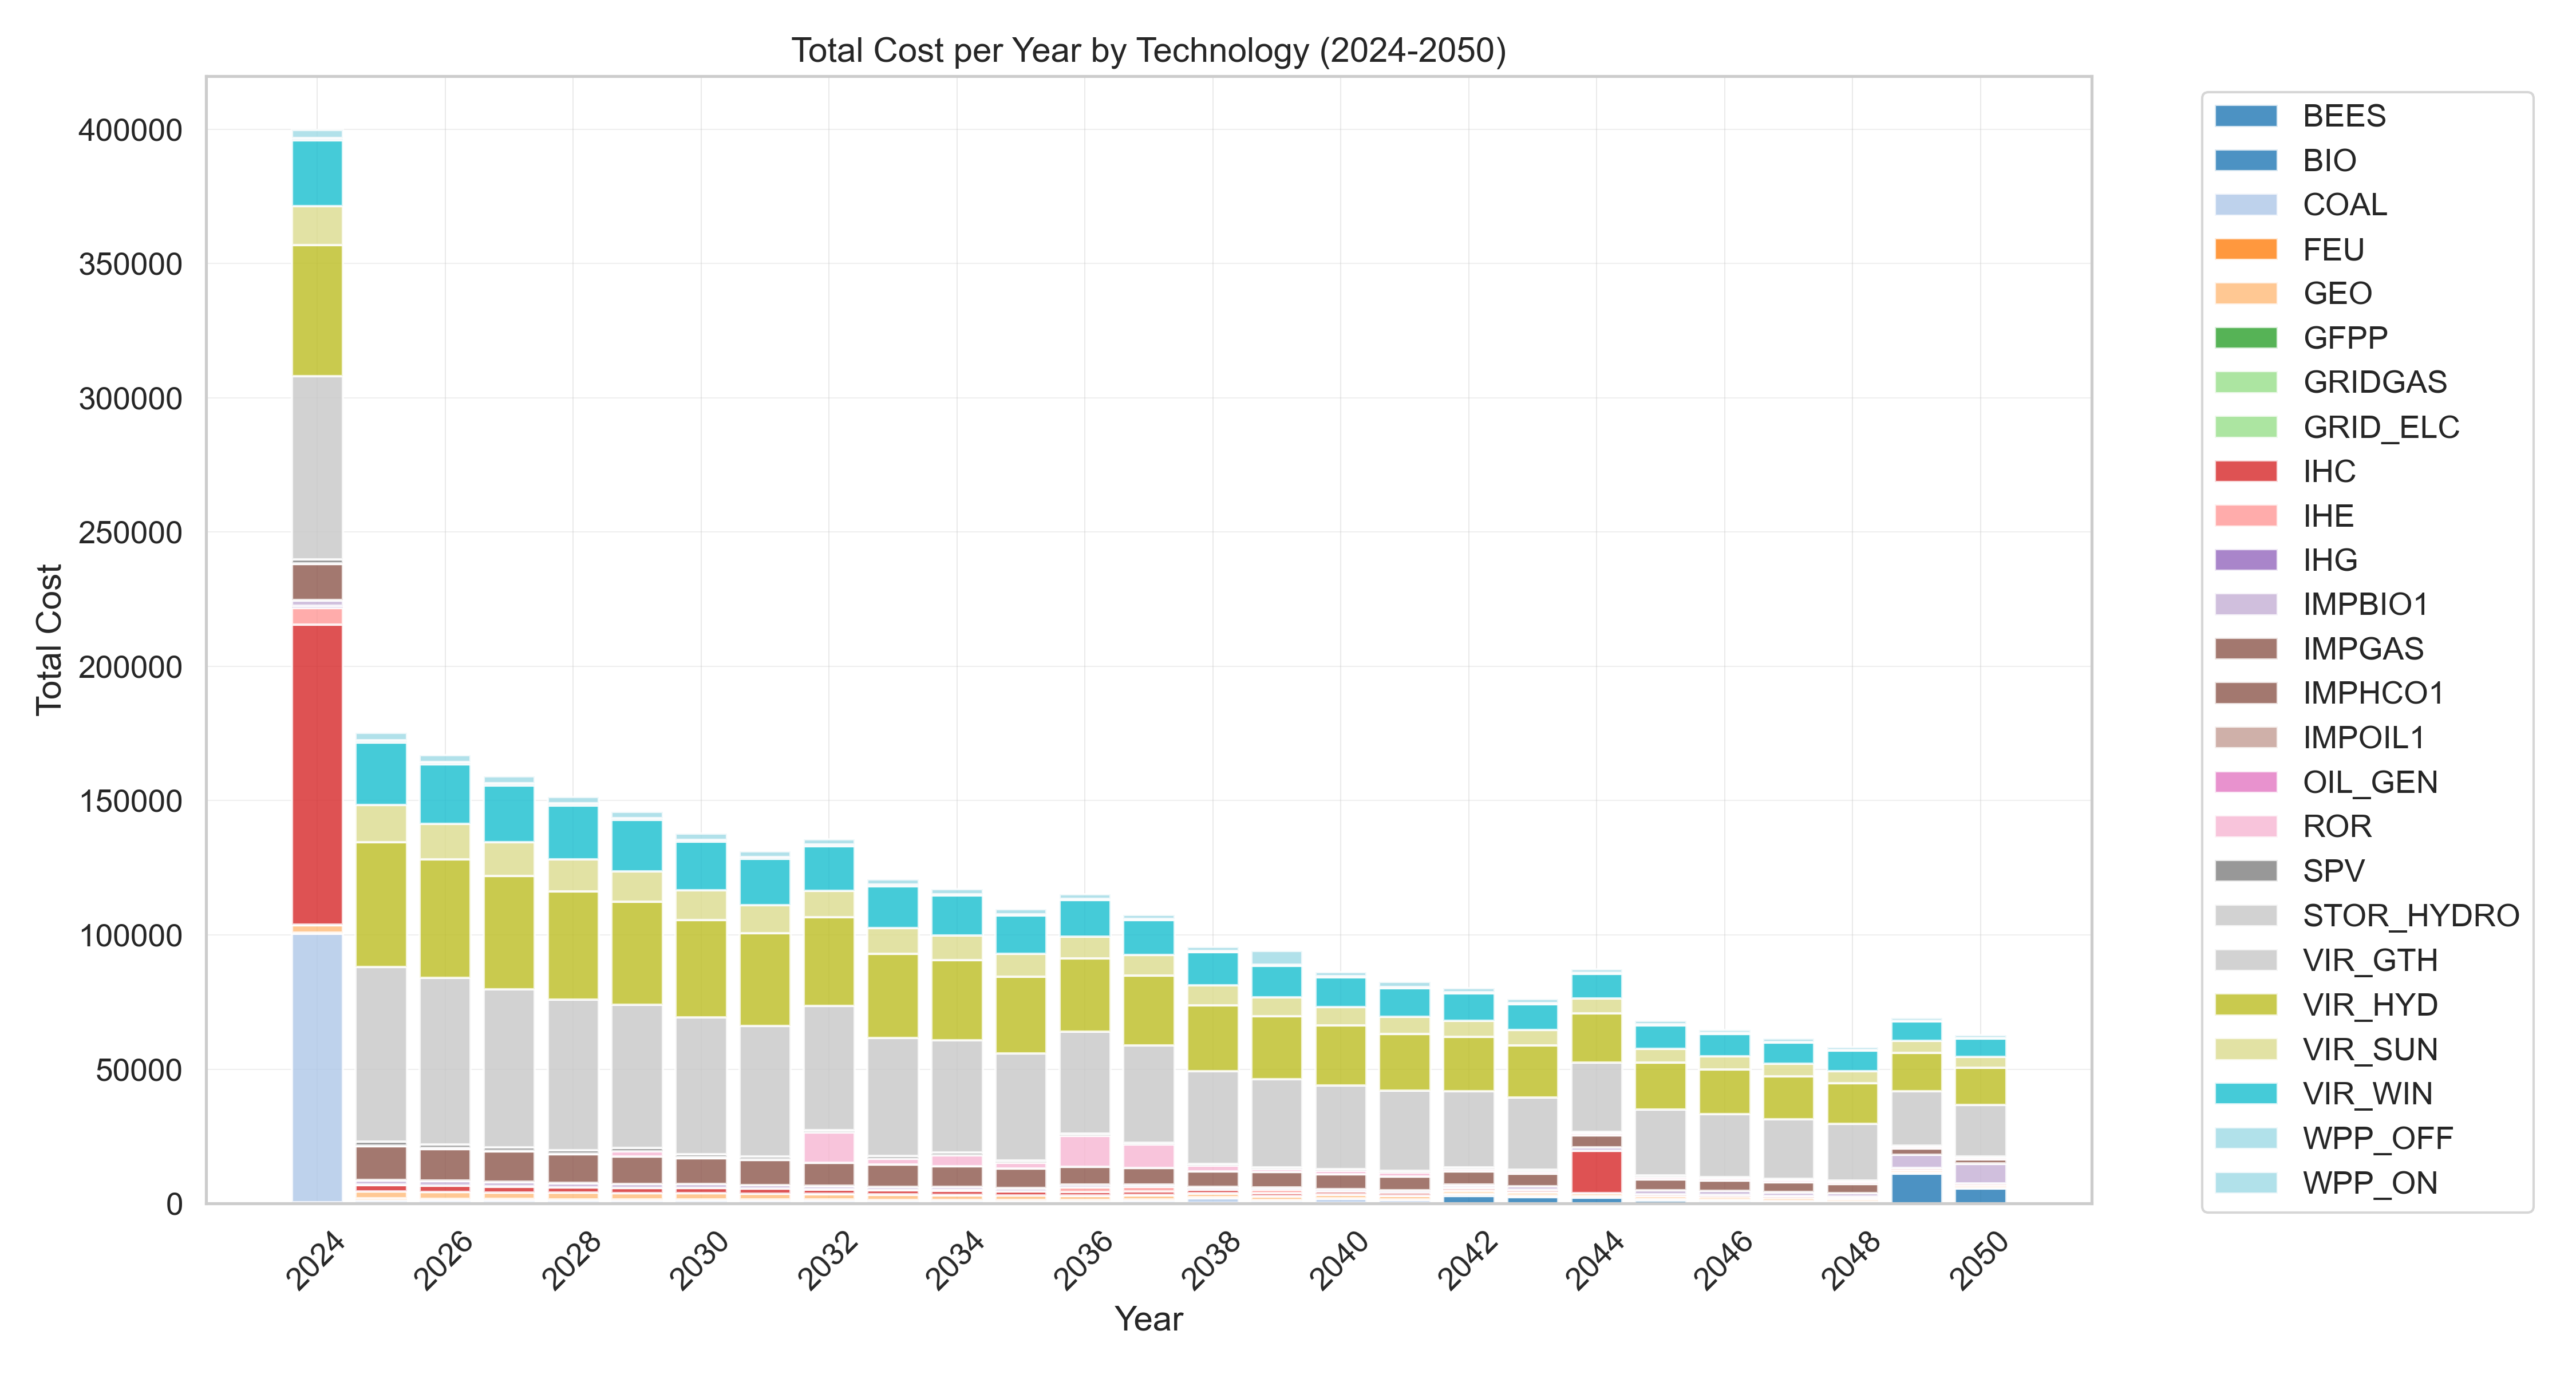 Total Cost per Year by Technology (2024-2050)
Total Cost
400000
350000
300000
250000
200000
150000
100000
50000
0
2024
2026
2028
2030
2032
2034
2036
2038
2040
2042
2044
2046
2048
2050
Year
BEES
BIO
COAL
FEU
GEO
GFPP
GRIDGAS
GRID_ELC
IHC
IHE
IHG
IMPBIO1
IMPGAS
IMPHCO1
IMPOIL1
OIL_GEN
ROR
SPV
STOR_HYDRO
VIR_GTH
VIR_HYD
VIR_SUN
VIR_WIN
WPP_OFF
WPP_ON